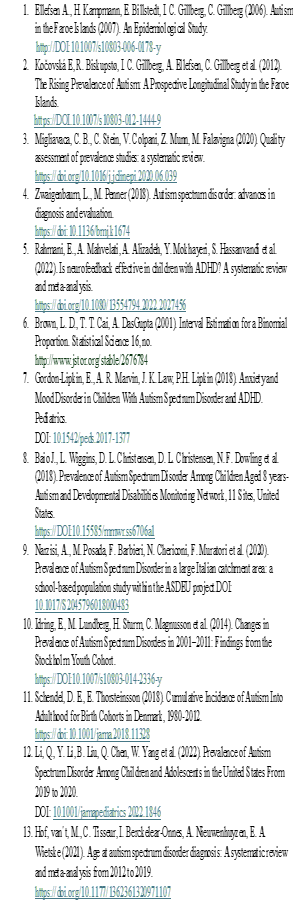 1. Ellefsen A., H. Kampmann, E. Billstedt, I. C. Gillberg, C. Gillberg (2006). Autism
in the Faroe Islands (2007). An Epidemiological Study.
http://DOI 10.1007/s10803-006-0178-y
2. Kočovská E, R. Biskupsto, I. C. Gillberg, A. Ellefsen, C. Gillberg et al. (2012).
The Rising Prevalence of Autism: A Prospective Longitudinal Study in the Faroe
Islands.
https://DOI.10.1007/s10803-012-1444-9
3. Migliavaca, C. B., C. Stein, V. Colpani, Z. Munn, M. Falavigna (2020). Quality
assessment of prevalence studies: a systematic review.
https://doi.org/10.1016/j.jclinepi.2020.06.039
4. Zwaigenbaum, L., M. Penner (2018). Autism spectrum disorder: advances in
diagnosis and evaluation.
https://doi: 10.1136/bmj.k1674
5. Rahmani, E., A. Mahvelati, A. Alizadeh, Y. Mokhayeri, S. Hassanvandi et al.
(2022). Is neurofeedback effective in children with ADHD? A systematic review
and meta-analysis.
https://doi.org/10.1080/13554794.2022.2027456
6. Brown, L. D., T. T. Cai, A. DasGupta (2001). Interval Estimation for a Binomial
Proportion. Statistical Science 16, no.
http://www.jstor.org/stable/2676784
7. Gordon-Lipkin, E., A. R. Marvin, J. K. Law, P.H. Lipkin (2018). Anxiety and
Mood Disorder in Children With Autism Spectrum Disorder and ADHD.
Pediatrics.
DOI: 10.1542/peds.2017-1377
8. Baio J., L. Wiggins, D. L. Christensen, D. L. Christensen, N. F. Dowling et al.
(2018). Prevalence of Autism Spectrum Disorder Among Children Aged 8 years-
Autism and Developmental Disabilities Monitoring Network, 11 Sites, United
States.
https://DOI:10.15585/mmwr.ss6706a1
9. Narzisi, A., M. Posada, F. Barbieri, N. Chericoni, F. Muratori et al. (2020).
Prevalence of Autism Spectrum Disorder in a large Italian catchment area: a
school-based population study within the ASDEU project.DOI:
10.1017/S2045796018000483
10. Idring, E., M. Lundberg, H. Sturm, C. Magnusson et al. (2014). Changes in
Prevalence of Autism Spectrum Disorders in 2001–2011: Findings from the
Stockholm Youth Cohort.
https://DOI:10.1007/s10803-014-2336-y
11. Schendel, D. E., E. Thorsteinsson (2018). Cumulative Incidence of Autism Into
Adulthood for Birth Cohorts in Denmark, 1980-2012.
https://doi: 10.1001/jama.2018.11328
12. Li, Q., Y. Li, B. Liu, Q. Chen, W. Yang et al. (2022). Prevalence of Autism
Spectrum Disorder Among Children and Adolescents in the United States From
2019 to 2020.
DOI: 10.1001/jamapediatrics.2022.1846
13. Hof, van´t, M., C. Tisseur, I. Berckelear-Onnes, A. Nieuwenhuyzen, E. A.
Wietske (2021). Age at autism spectrum disorder diagnosis: A systematic review
and meta-analysis from 2012 to 2019.
https://doi.org/10.1177/1362361320971107